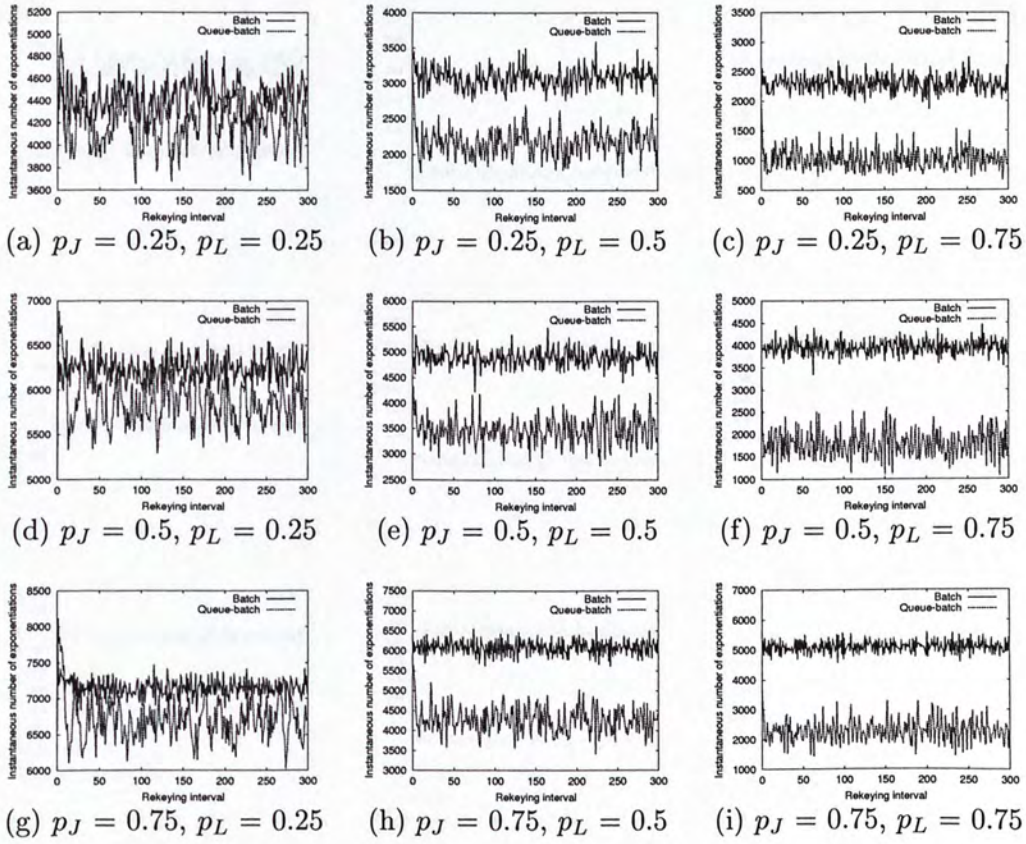 Instantaneous number of exponentiations
5200
5000
4800
4600
4400
4200
4000
3800
3600
Batch
Queue-batch
0 50 100 150 200 250 300
Rekeying interval
(a) p_J = 0.25, p_L = 0.25
Instantaneous number of exponentiations
4000
3500
3000
2500
2000
1500
Batch
Queue-batch
0 50 100 150 200 250 300
Rekeying interval
(b) p_J = 0.25, p_L = 0.5
Instantaneous number of exponentiations
3500
3000
2500
2000
1500
1000
500
Batch
Queue-batch
0 50 100 150 200 250 300
Rekeying interval
(c) p_J = 0.25, p_L = 0.75
Instantaneous number of exponentiations
7000
6500
6000
5500
5000
Batch
Queue-batch
0 50 100 150 200 250 300
Rekeying interval
(d) p_J = 0.5, p_L = 0.25
Instantaneous number of exponentiations
6000
5500
5000
4500
4000
3500
3000
2500
Batch
Queue-batch
0 50 100 150 200 250 300
Rekeying interval
(e) p_J = 0.5, p_L = 0.5
Instantaneous number of exponentiations
5000
4500
4000
3500
3000
2500
2000
1500
1000
Batch
Queue-batch
0 50 100 150 200 250 300
Rekeying interval
(f) p_J = 0.5, p_L = 0.75
Instantaneous number of exponentiations
8500
8000
7500
7000
6500
6000
Batch
Queue-batch
0 50 100 150 200 250 300
Rekeying interval
(g) p_J = 0.75, p_L = 0.25
Instantaneous number of exponentiations
7500
7000
6500
6000
5500
5000
4500
4000
3500
3000
Batch
Queue-batch
0 50 100 150 200 250 300
Rekeying interval
(h) p_J = 0.75, p_L = 0.5
Instantaneous number of exponentiations
7000
6000
5000
4000
3000
2000
1000
Batch
Queue-batch
0 50 100 150 200 250 300
Rekeying interval
(i) p_J = 0.75, p_L = 0.75